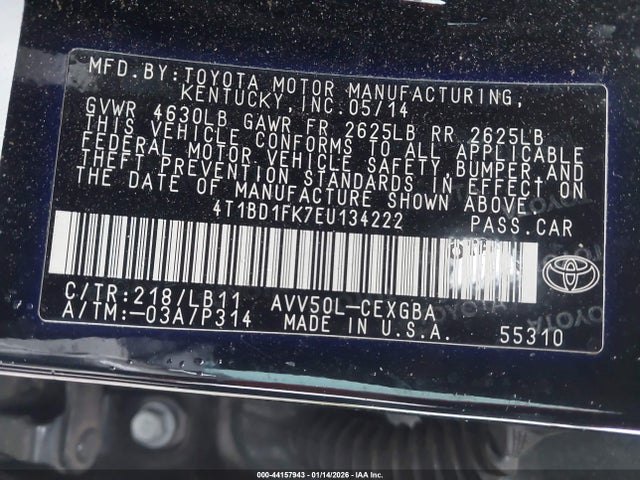 MFD. BY: TOYOTA MOTOR MANUFACTURING,
KENTUCKY, INC. 05/14
GVWR 4630LB GAWR FR 2625LB RR 2625LB
THIS VEHICLE CONFORMS TO ALL APPLICABLE
FEDERAL MOTOR VEHICLE SAFETY, BUMPER, AND
THEFT PREVENTION STANDARDS IN EFFECT ON
THE DATE OF MANUFACTURE SHOWN ABOVE.
4T1BD1FK7EU134222 PASS.CAR
C/TR:218/LB11 AVV50L-CEXGBA
A/TM:-03A/P314 MADE IN U.S.A. 55310
TOYOTA
000-44157943 - 01/14/2026 - IAA Inc.